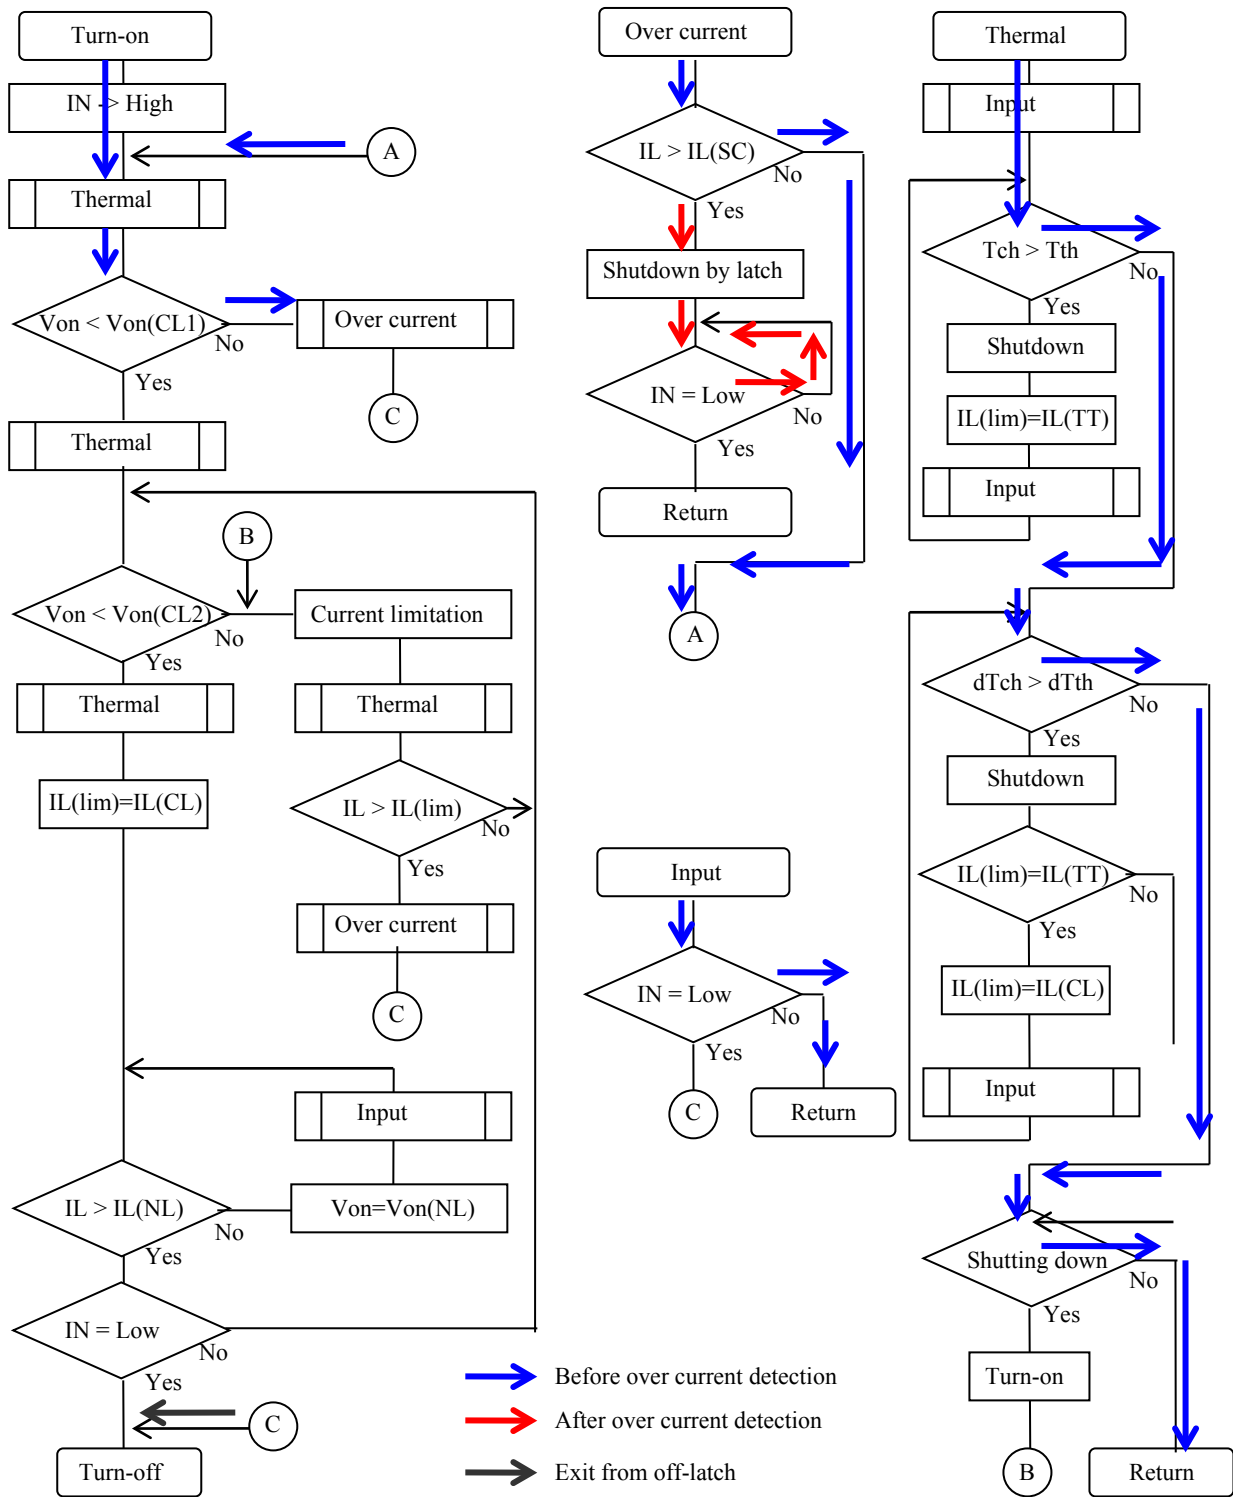 Turn-on
IN -> High
A
Thermal
Von < Von(CL1)
No
Yes
Over current
C
Thermal
B
Von < Von(CL2)
No
Yes
Current limitation
Thermal
Thermal
IL(lim)=IL(CL)
IL > IL(lim)
No
Yes
Over current
C
Input
Von=Von(NL)
IL > IL(NL)
No
Yes
IN = Low
No
Yes
C
Turn-off
Over current
IL > IL(SC)
No
Yes
Shutdown by latch
IN = Low
No
Yes
Return
A
Input
IN = Low
No
Yes
C
Return
Thermal
Input
Tch > Tth
No
Yes
Shutdown
IL(lim)=IL(TT)
Input
dTch > dTth
No
Yes
Shutdown
IL(lim)=IL(TT)
No
Yes
IL(lim)=IL(CL)
Input
Shutting down
No
Yes
Turn-on
B
Return
Before over current detection
After over current detection
Exit from off-latch